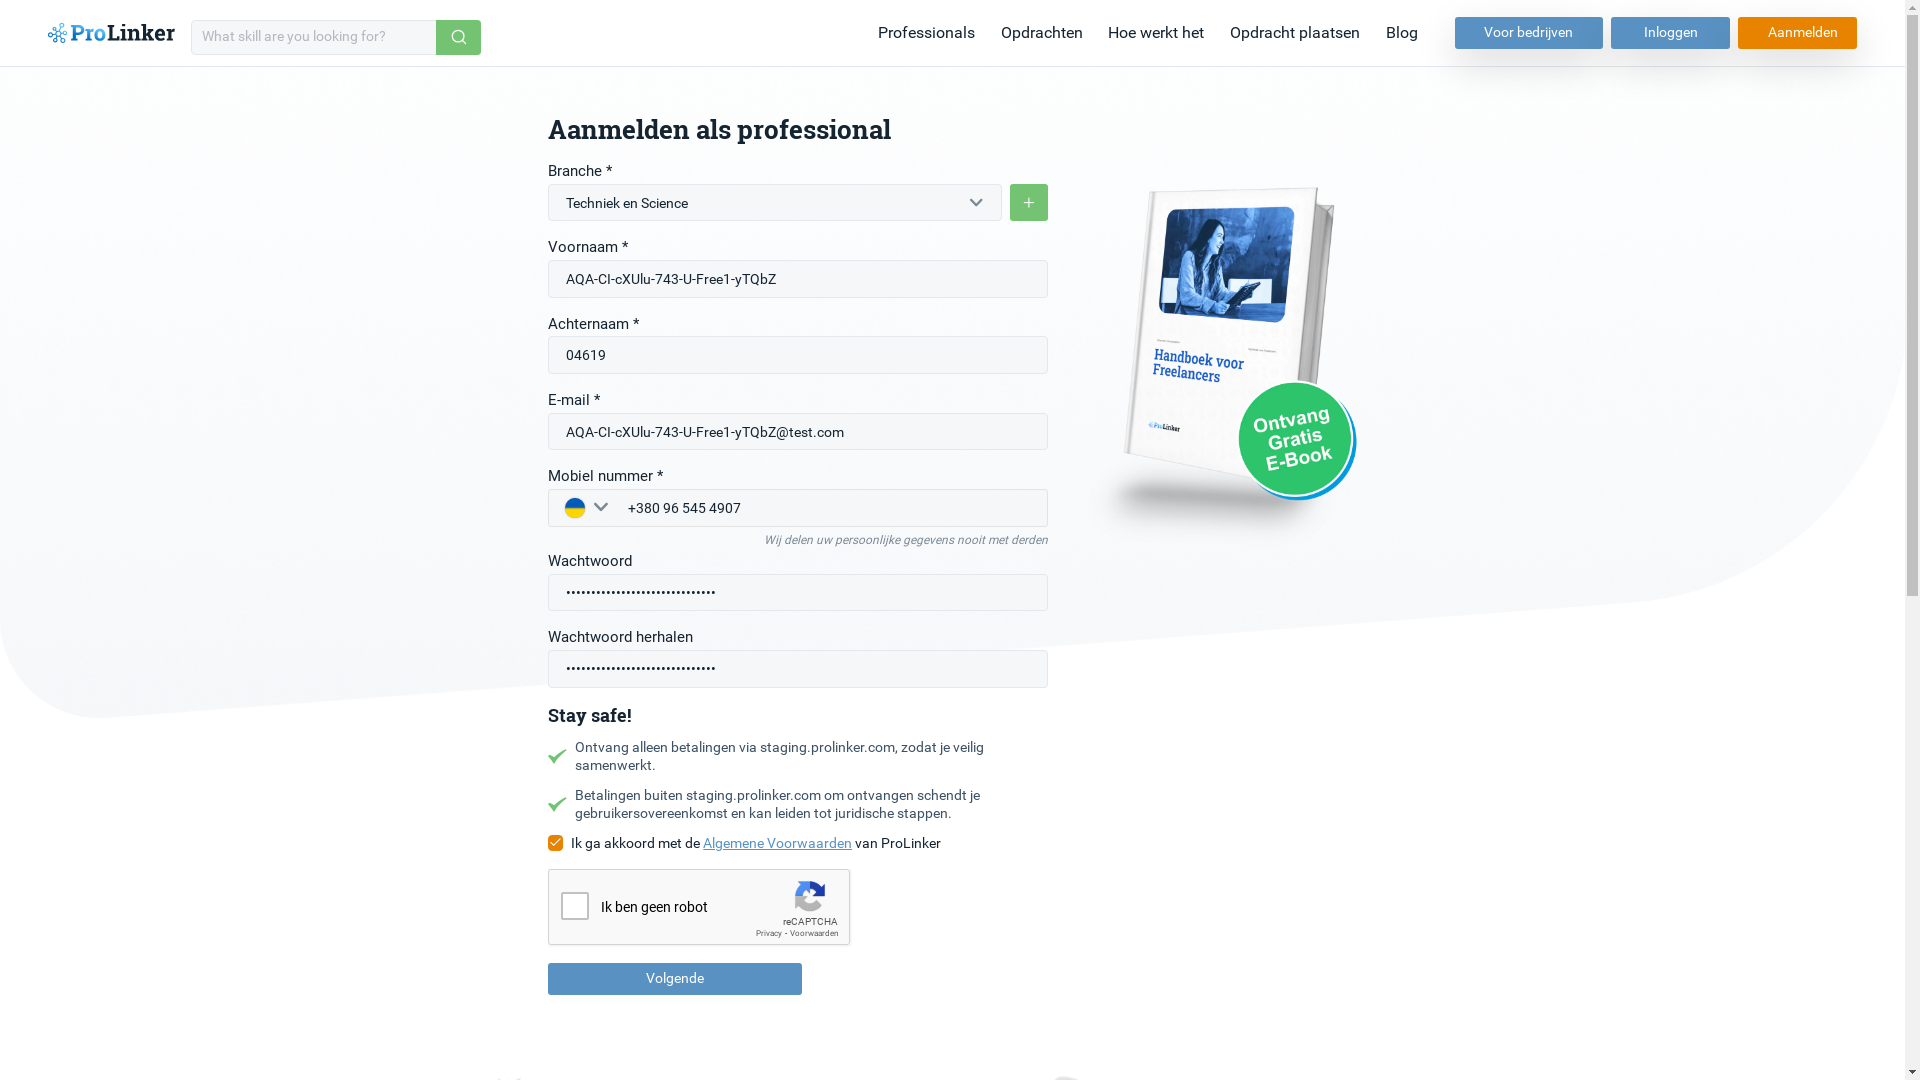 ProLinker
What skill are you looking for?
Professionals
Opdrachten
Hoe werkt het
Opdracht plaatsen
Blog
Voor bedrijven
Inloggen
Aanmelden
Aanmelden als professional
Branche *
Techniek en Science
+
Voornaam *
AQA-CI-cXUlu-743-U-Free1-yTQbZ
Achternaam *
04619
E-mail *
AQA-CI-cXUlu-743-U-Free1-yTQbZ@test.com
Mobiel nummer *
+380 96 545 4907
Wij delen uw persoonlijke gegevens nooit met derden
Wachtwoord
••••••••••••••••••••••••••••••
Wachtwoord herhalen
••••••••••••••••••••••••••••••
Stay safe!
Ontvang alleen betalingen via staging.prolinker.com, zodat je veilig
samenwerkt.
Betalingen buiten staging.prolinker.com om ontvangen schendt je
gebruikersovereenkomst en kan leiden tot juridische stappen.
Ik ga akkoord met de Algemene Voorwaarden van ProLinker
Ik ben geen robot
reCAPTCHA
Privacy - Voorwaarden
Volgende
Handboek voor
Freelancers
ProLinker
Ontvang
Gratis
E-Book